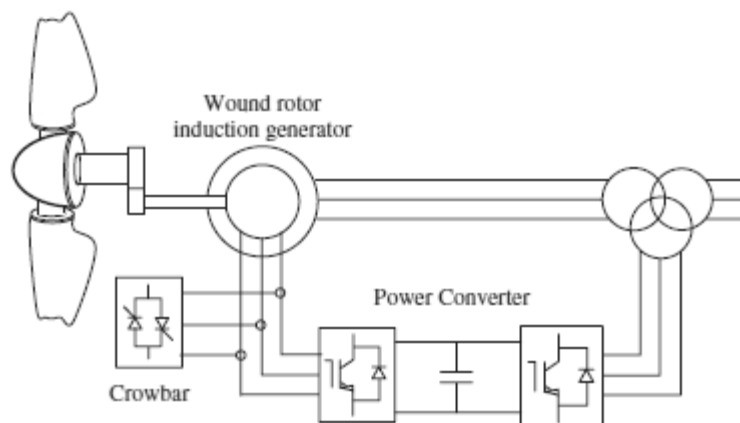 Wound rotor
induction generator
Power Converter
Crowbar